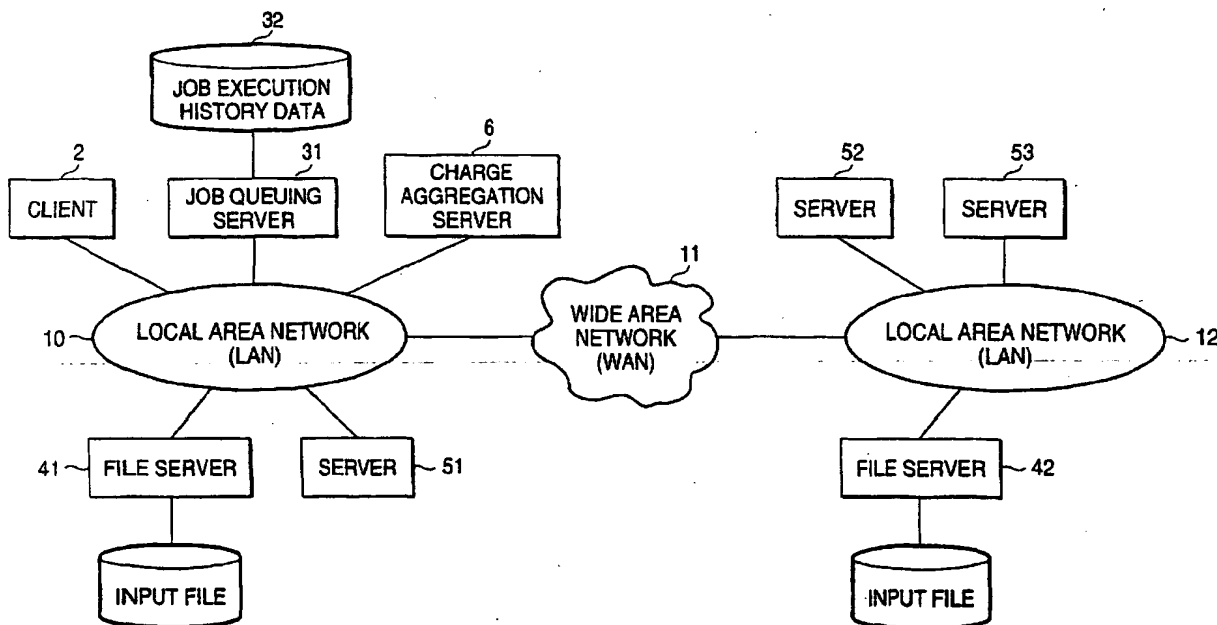 32
JOB EXECUTION
HISTORY DATA
2
CLIENT
31
JOB QUEUING
SERVER
6
CHARGE
AGGREGATION
SERVER
52
SERVER
53
SERVER
10
LOCAL AREA NETWORK
(LAN)
11
WIDE AREA
NETWORK
(WAN)
LOCAL AREA NETWORK
(LAN)
12
41
FILE SERVER
SERVER
51
FILE SERVER
42
INPUT FILE
INPUT FILE